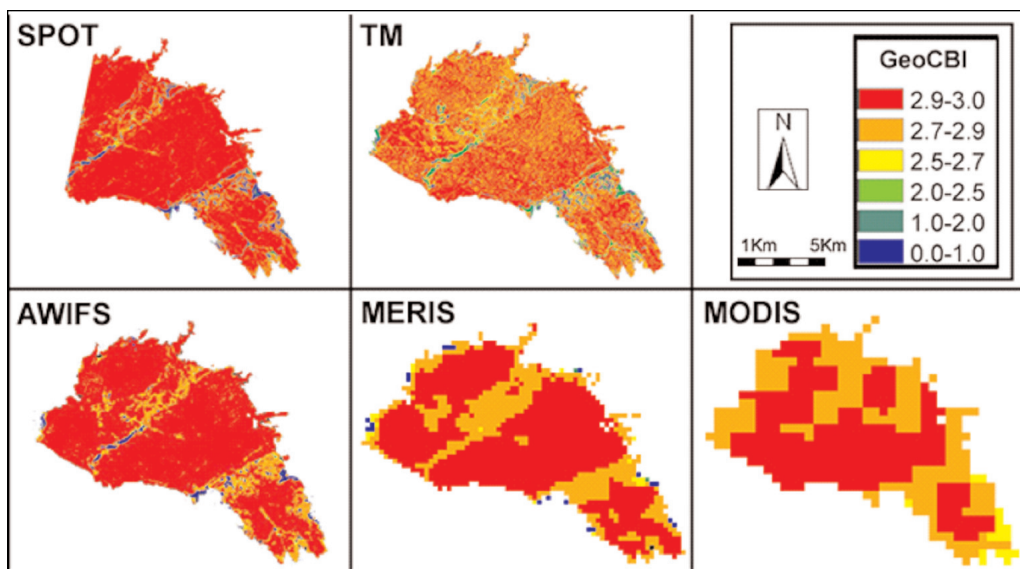 SPOT
TM
GeoCBI
2.9-3.0
2.7-2.9
2.5-2.7
2.0-2.5
1.0-2.0
0.0-1.0
N
1Km 5Km
AWIFS
MERIS
MODIS